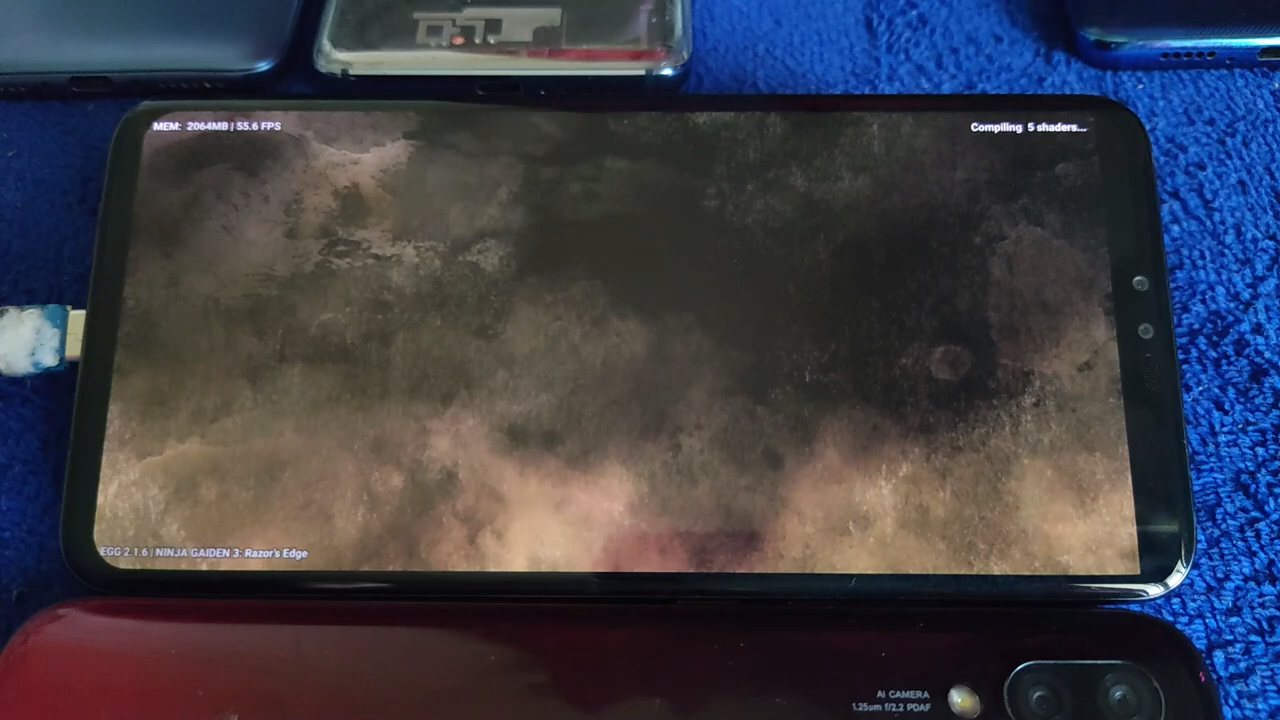 MEM: 2064MB | 55.6 FPS
Compiling 5 shaders...
EGG 2.1.6 | NINJA GAIDEN 3: Razor's Edge
AI CAMERA
1.25um f/2.2 PDAF